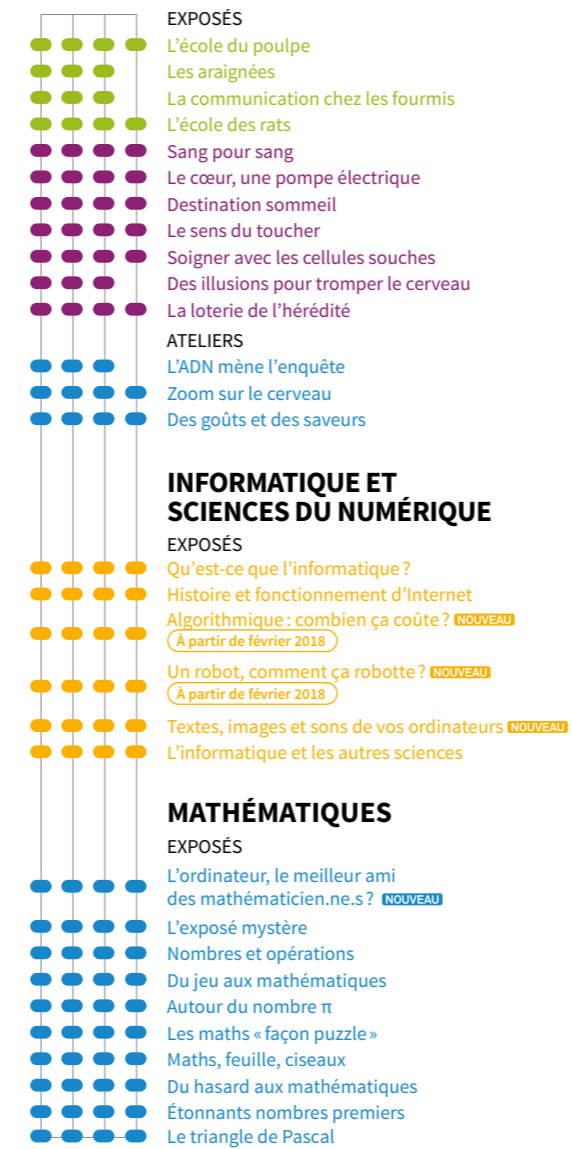 EXPOSÉS
L'école du poulpe
Les araignées
La communication chez les fourmis
L'école des rats
Sang pour sang
Le cœur, une pompe électrique
Destination sommeil
Le sens du toucher
Soigner avec les cellules souches
Des illusions pour tromper le cerveau
La loterie de l'hérédité
ATELIERS
L'ADN mène l'enquête
Zoom sur le cerveau
Des goûts et des saveurs
INFORMATIQUE ET
SCIENCES DU NUMÉRIQUE
EXPOSÉS
Qu'est-ce que l'informatique ?
Histoire et fonctionnement d'Internet
Algorithmique : combien ça coûte ? NOUVEAU
À partir de février 2018
Un robot, comment ça robotte ? NOUVEAU
À partir de février 2018
Textes, images et sons de vos ordinateurs NOUVEAU
L'informatique et les autres sciences
MATHÉMATIQUES
EXPOSÉS
L'ordinateur, le meilleur ami
des mathématicien.ne.s ? NOUVEAU
L'exposé mystère
Nombres et opérations
Du jeu aux mathématiques
Autour du nombre π
Les maths « façon puzzle »
Maths, feuille, ciseaux
Du hasard aux mathématiques
Étonnants nombres premiers
Le triangle de Pascal